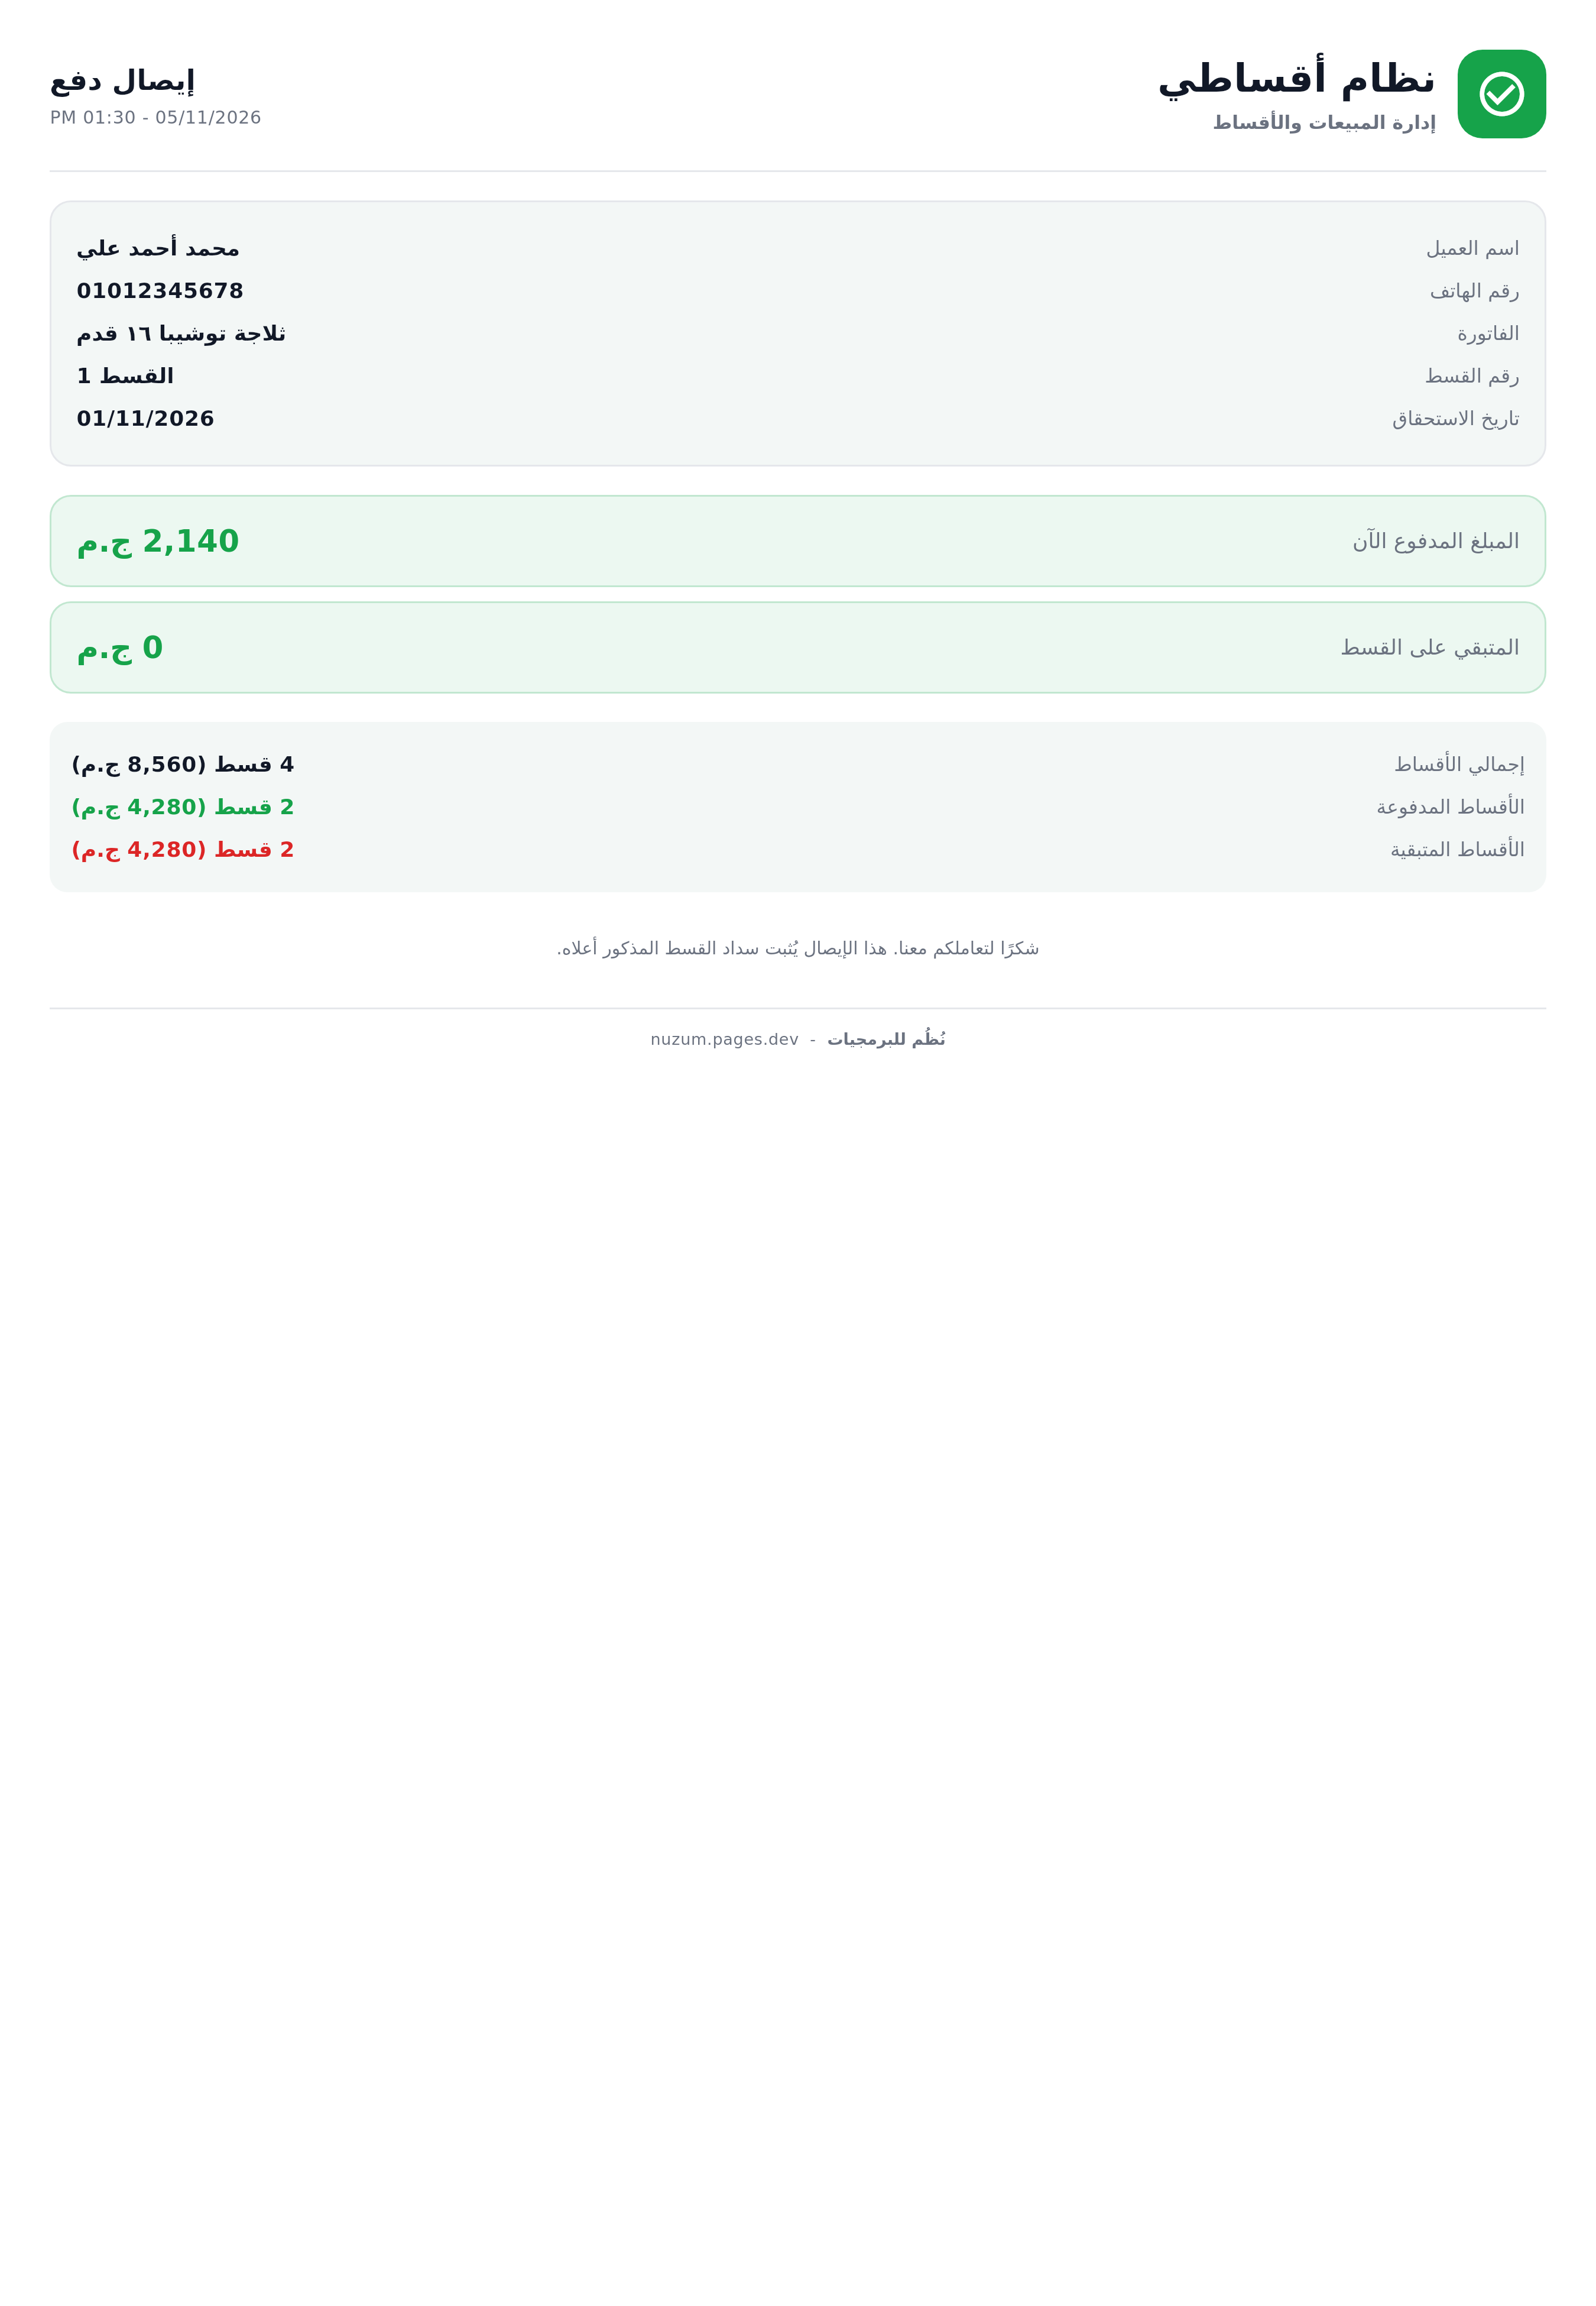 نظام أقساطي
إدارة المبيعات والأقساط
إيصال دفع
PM 01:30 - 05/11/2026
اسم العميل محمد أحمد علي
رقم الهاتف 01012345678
الفاتورة ثلاجة توشيبا ١٦ قدم
رقم القسط القسط 1
تاريخ الاستحقاق 01/11/2026
المبلغ المدفوع الآن 2,140 ج.م
المتبقي على القسط 0 ج.م
إجمالي الأقساط 4 قسط (8,560 ج.م)
الأقساط المدفوعة 2 قسط (4,280 ج.م)
الأقساط المتبقية 2 قسط (4,280 ج.م)
شكرًا لتعاملكم معنا. هذا الإيصال يُثبت سداد القسط المذكور أعلاه.
نُظُم للبرمجيات - nuzum.pages.dev